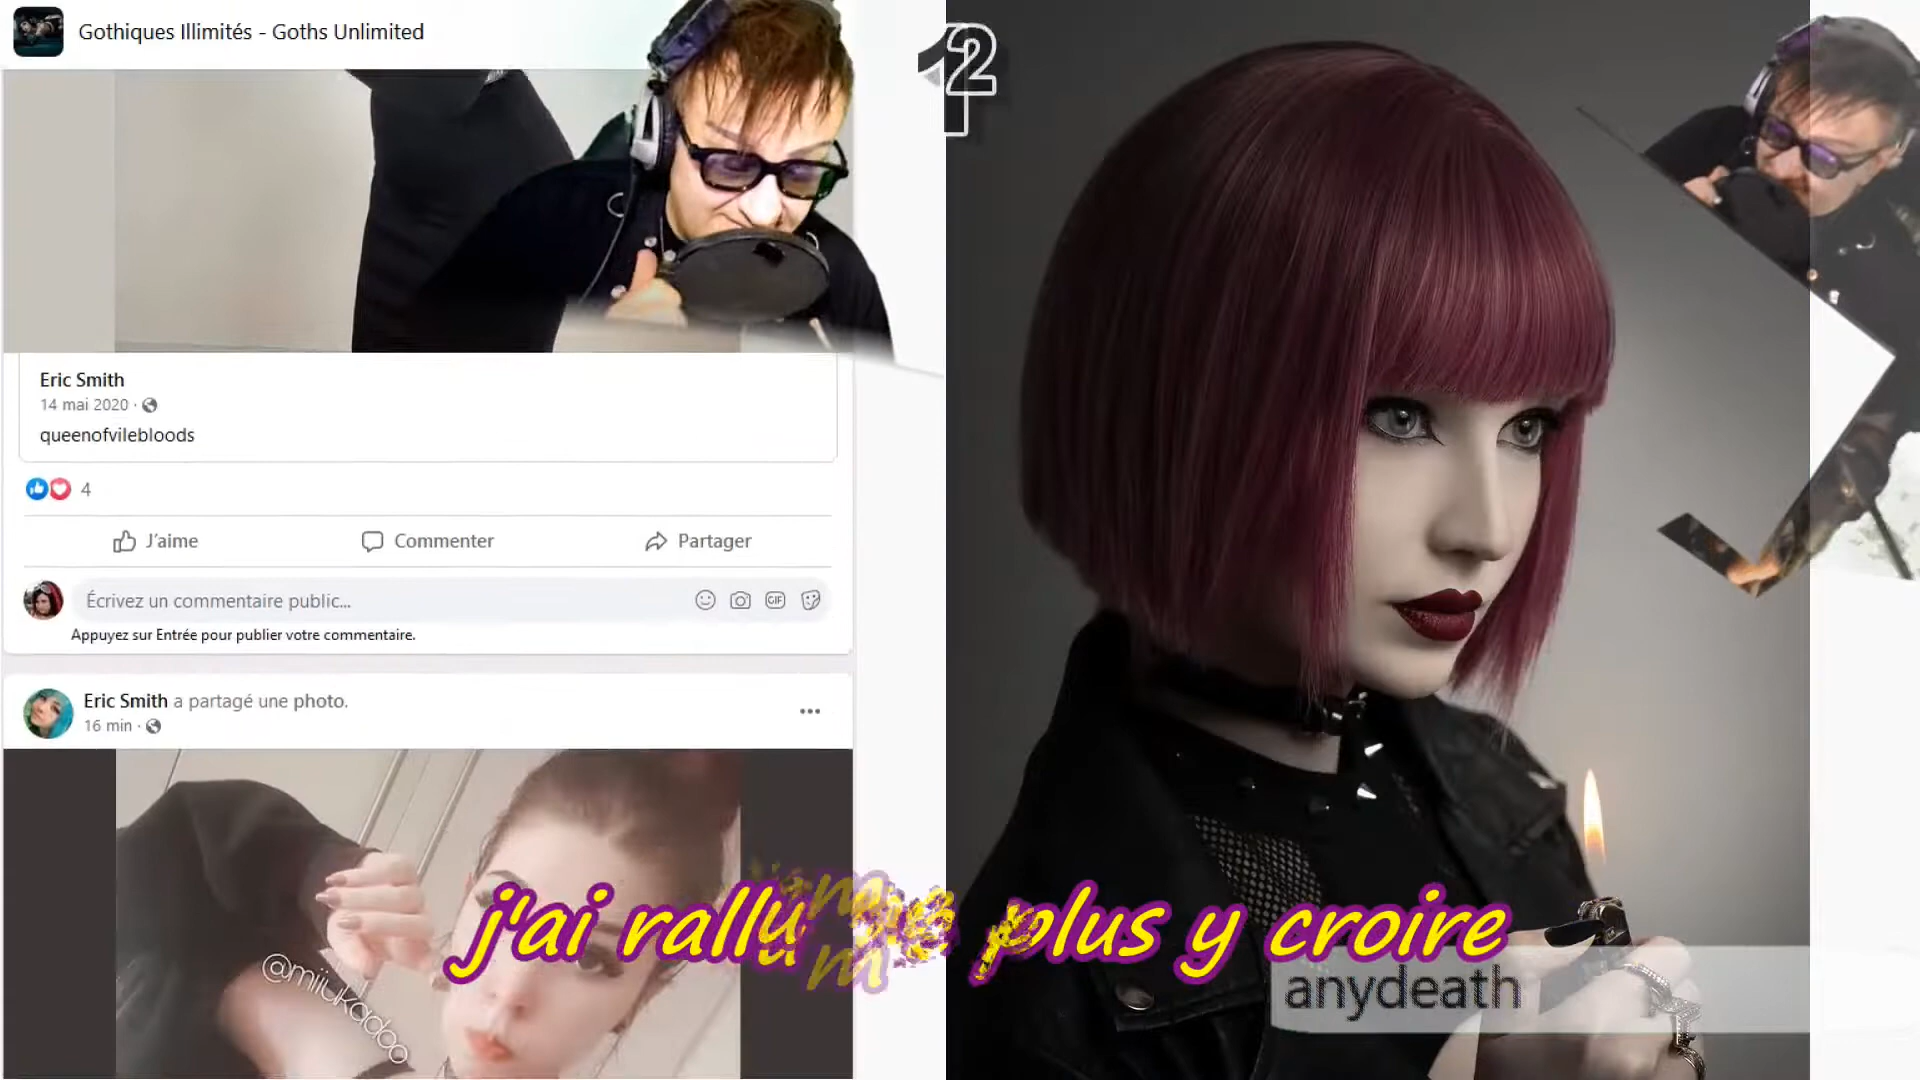 Gothiques Illimités - Goths Unlimited
12
Eric Smith
14 mai 2020 ·
queenofvilebloods
4
J'aime
Commenter
Partager
Écrivez un commentaire public...
GIF
Appuyez sur Entrée pour publier votre commentaire.
Eric Smith a partagé une photo.
16 min ·
@miiukadoo
j'ai rallu plus y croire
anydeath